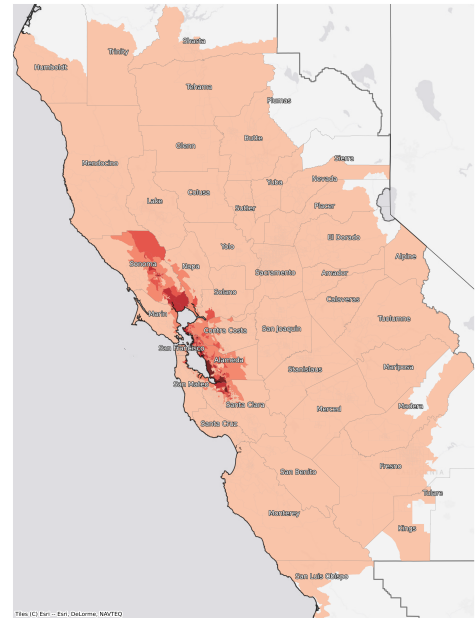 Shasta
Trinity
Humboldt
Tehama
Plumas
Butte
Glenn
Sierra
Mendocino
Nevada
Yuba
Colusa
Lake
Placer
Sutter
El Dorado
Yolo
Alpine
Sonoma
Napa
Sacramento
Amador
Solano
Calaveras
Marin
Tuolumne
Contra Costa
San Joaquin
San Francisco
Alameda
Mariposa
Stanislaus
San Mateo
Santa Clara
Madera
Merced
Santa Cruz
Fresno
San Benito
Tulare
Monterey
Kings
San Luis Obispo
Tiles (C) Esri -- Esri, DeLorme, NAVTEQ